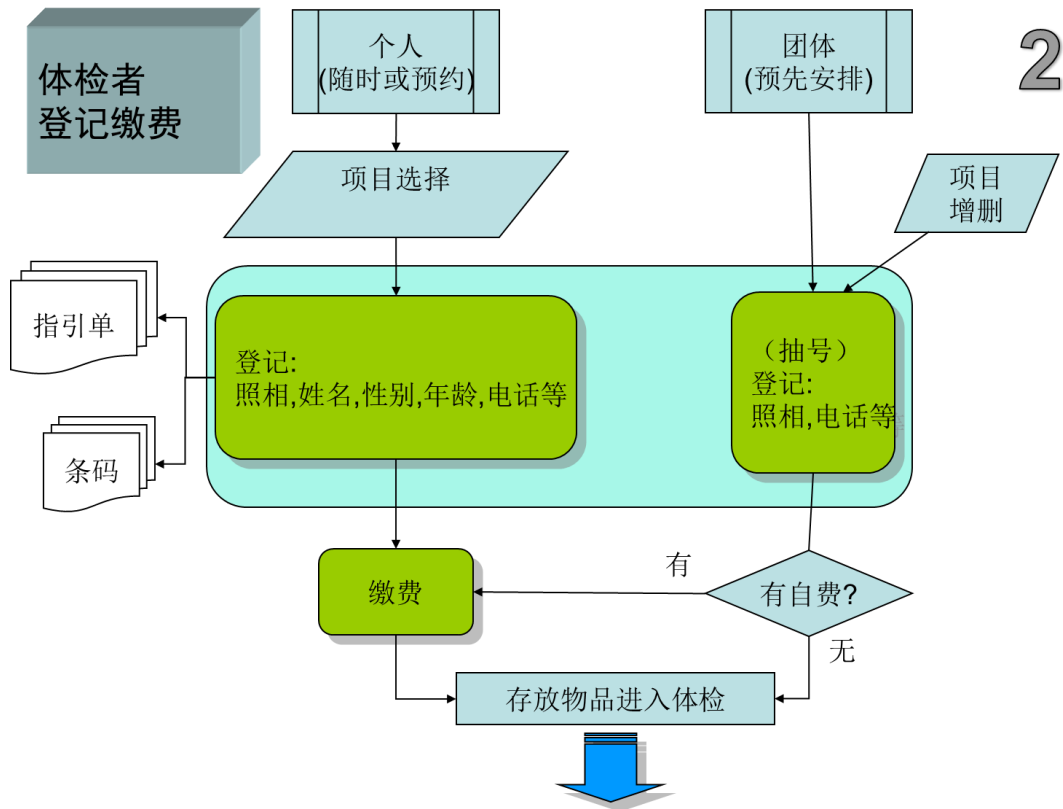 体检者
登记缴费
个人
(随时或预约)
团体
(预先安排)
2
项目选择
项目
增删
指引单
条码
登记:
照相,姓名,性别,年龄,电话等
（抽号）
登记:
照相,电话等
缴费
有
有自费?
无
存放物品进入体检